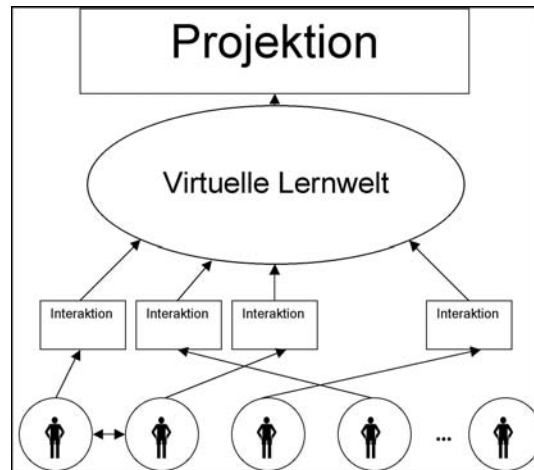 Projektion
Virtuelle Lernwelt
Interaktion
Interaktion
Interaktion
Interaktion
...